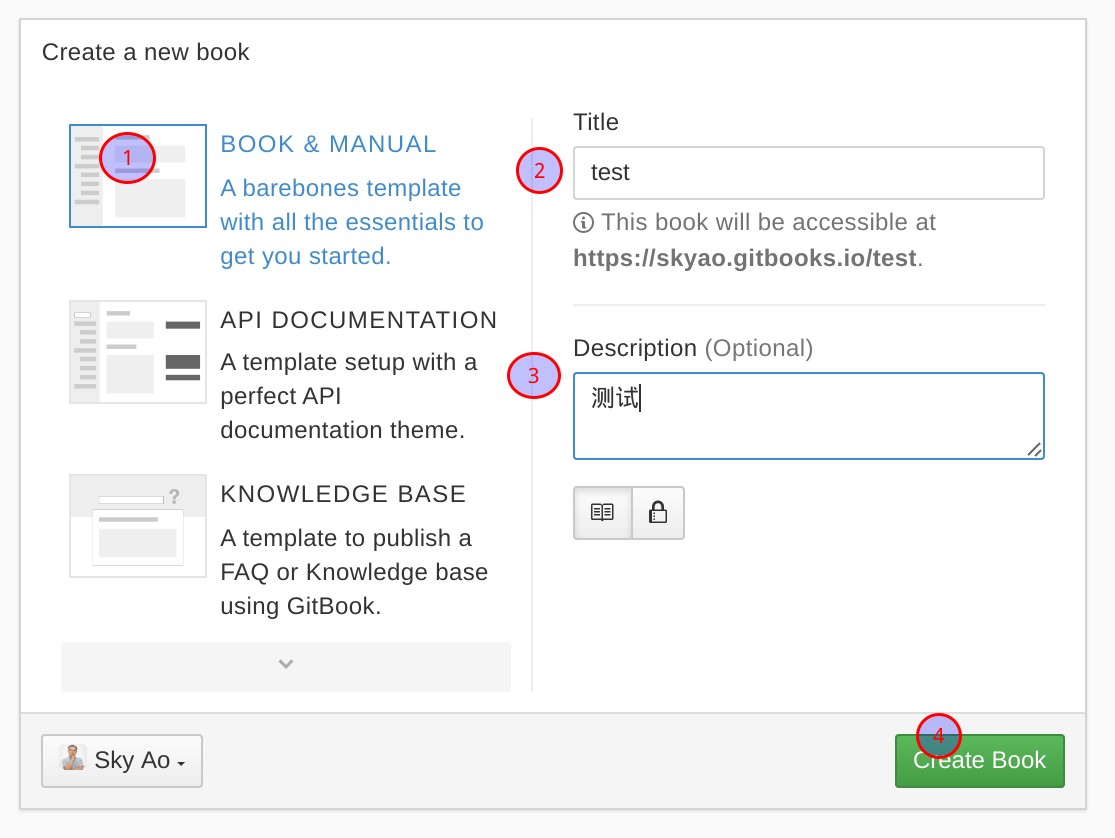 Create a new book
1
BOOK & MANUAL
A barebones template
with all the essentials to
get you started.
API DOCUMENTATION
A template setup with a
perfect API
documentation theme.
?
KNOWLEDGE BASE
A template to publish a
FAQ or Knowledge base
using GitBook.
Title
2
test
This book will be accessible at
https://skyao.gitbooks.io/test.
Description (Optional)
3
测试
Sky Ao
4
Create Book